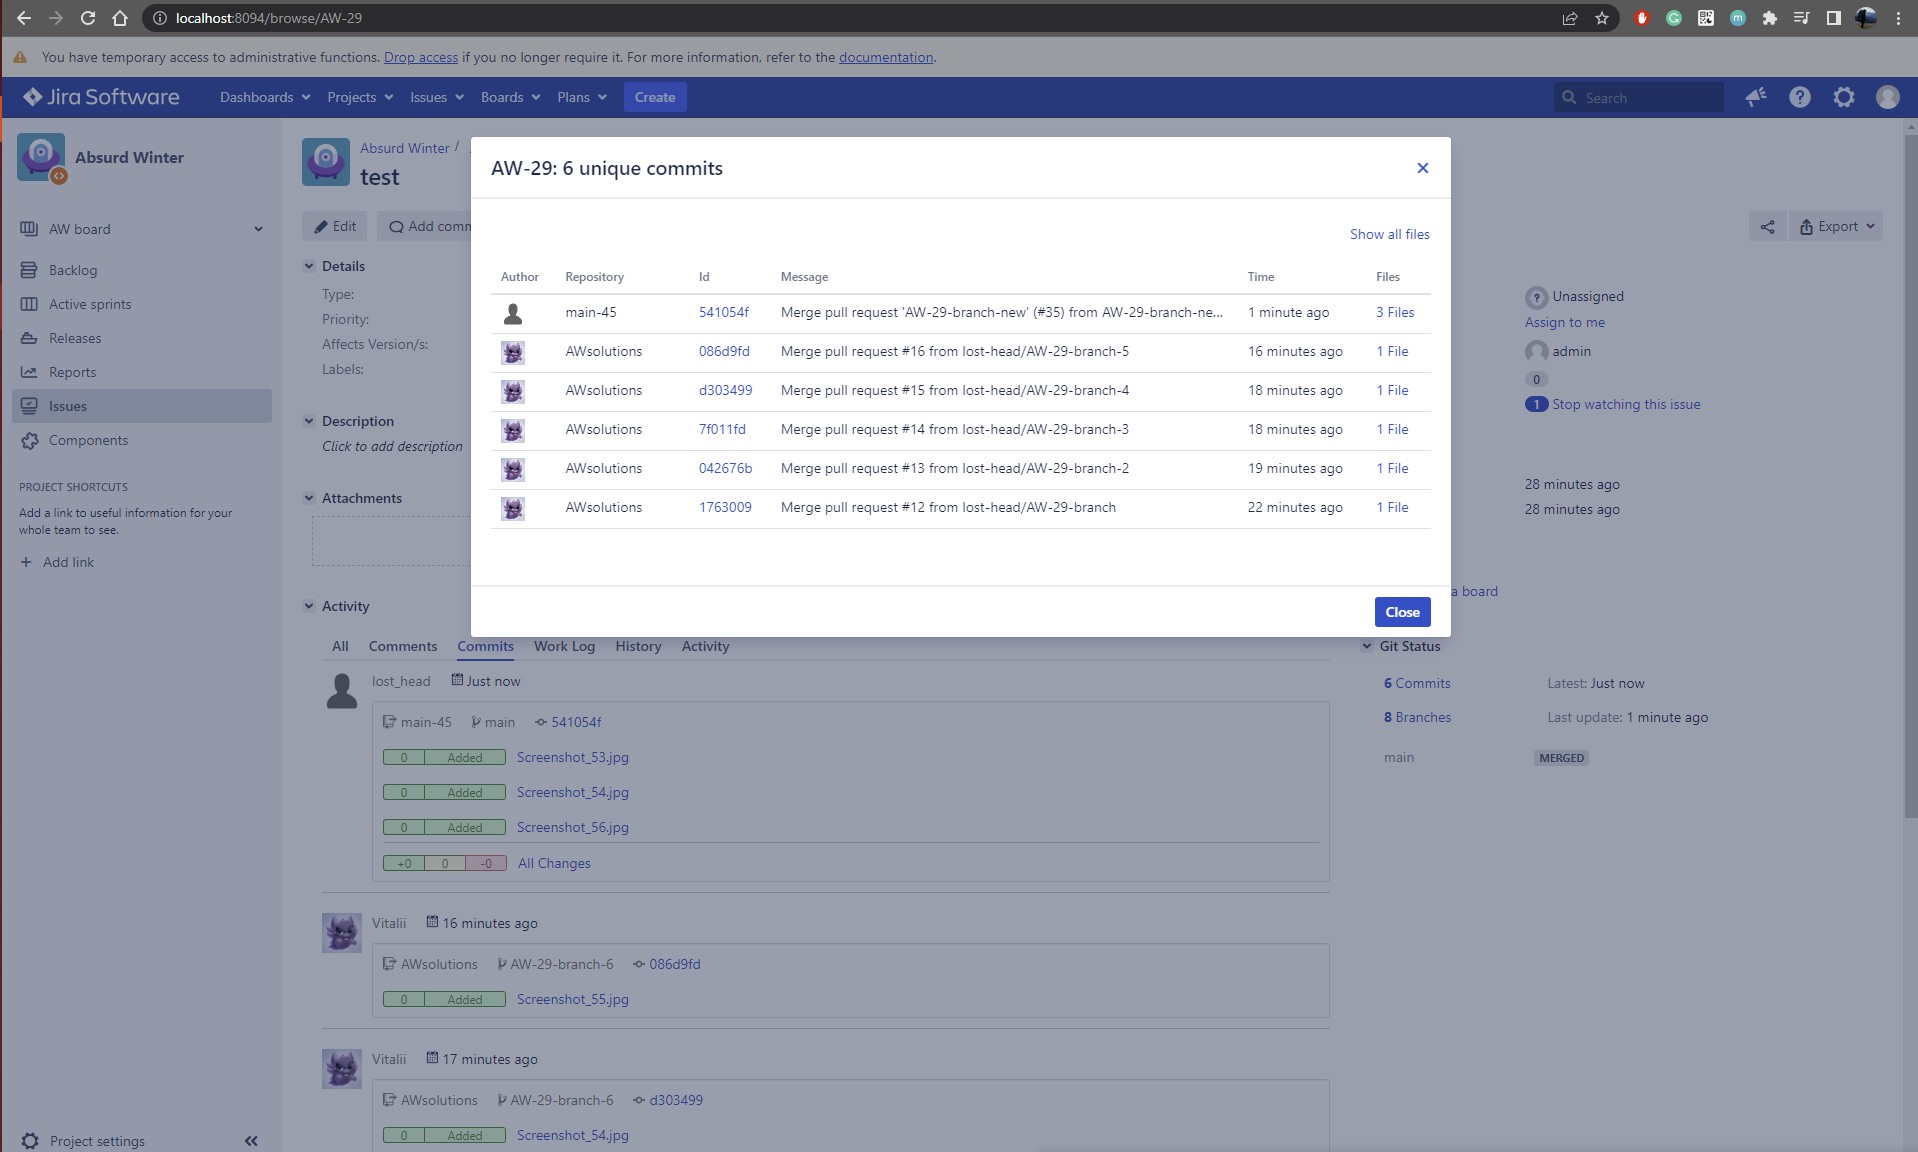 localhost:8094/browse/AW-29
You have temporary access to administrative functions. Drop access if you no longer require it. For more information, refer to the documentation.
Jira Software Dashboards Projects Issues Boards Plans Create Search
Absurd Winter
AW board
Backlog
Active sprints
Releases
Reports
Issues
Components
PROJECT SHORTCUTS
Add a link to useful information for your
whole team to see.
+ Add link
Project settings
Absurd Winter /
test
Edit Add comm
Export
Details
Type:
Priority:
Affects Version/s:
Labels:
Description
Click to add description
Attachments
AW-29: 6 unique commits
Show all files
Author Repository Id Message Time Files
main-45 541054f Merge pull request 'AW-29-branch-new' (#35) from AW-29-branch-ne... 1 minute ago 3 Files
AWsolutions 086d9fd Merge pull request #16 from lost-head/AW-29-branch-5 16 minutes ago 1 File
AWsolutions d303499 Merge pull request #15 from lost-head/AW-29-branch-4 18 minutes ago 1 File
AWsolutions 7f011fd Merge pull request #14 from lost-head/AW-29-branch-3 18 minutes ago 1 File
AWsolutions 042676b Merge pull request #13 from lost-head/AW-29-branch-2 19 minutes ago 1 File
AWsolutions 1763009 Merge pull request #12 from lost-head/AW-29-branch 22 minutes ago 1 File
Close
Unassigned
Assign to me
admin
0
1 Stop watching this issue
28 minutes ago
28 minutes ago
a board
Activity
All Comments Commits Work Log History Activity
lost_head Just now
main-45 main 541054f
0 Added Screenshot_53.jpg
0 Added Screenshot_54.jpg
0 Added Screenshot_56.jpg
+0 0 -0 All Changes
Vitalii 16 minutes ago
AWsolutions AW-29-branch-6 086d9fd
0 Added Screenshot_55.jpg
Vitalii 17 minutes ago
AWsolutions AW-29-branch-6 d303499
0 Added Screenshot_54.jpg
Git Status
6 Commits Latest: Just now
8 Branches Last update: 1 minute ago
main MERGED